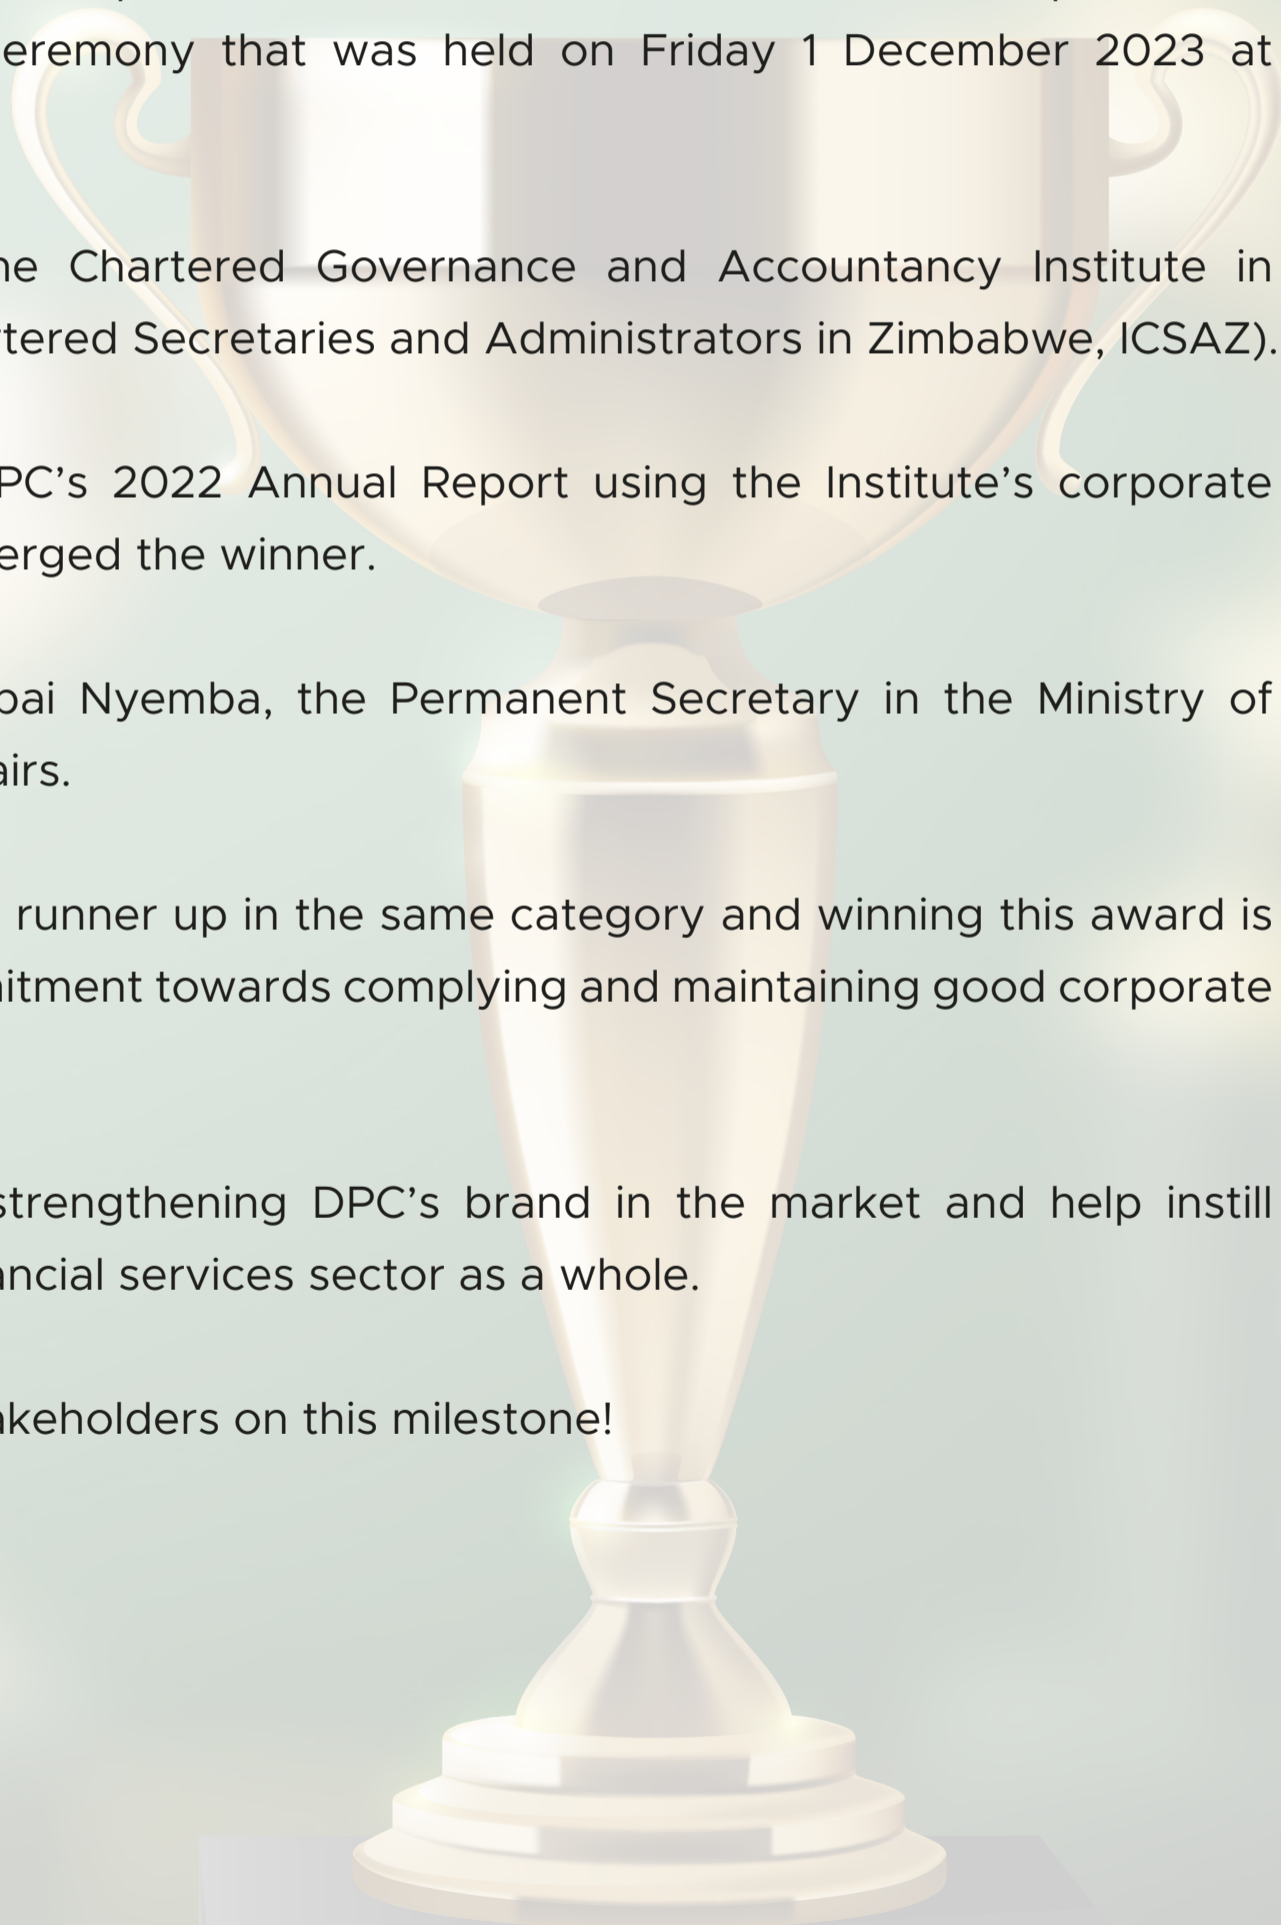 eremony that was held on Friday 1 December 2023 at
ne Chartered Governance and Accountancy Institute in
tered Secretaries and Administrators in Zimbabwe, ICSAZ).
PC’s 2022 Annual Report using the Institute’s corporate
erged the winner.
pai Nyemba, the Permanent Secretary in the Ministry of
airs.
runner up in the same category and winning this award is
itment towards complying and maintaining good corporate
strengthening DPC’s brand in the market and help instill
ancial services sector as a whole.
akeholders on this milestone!